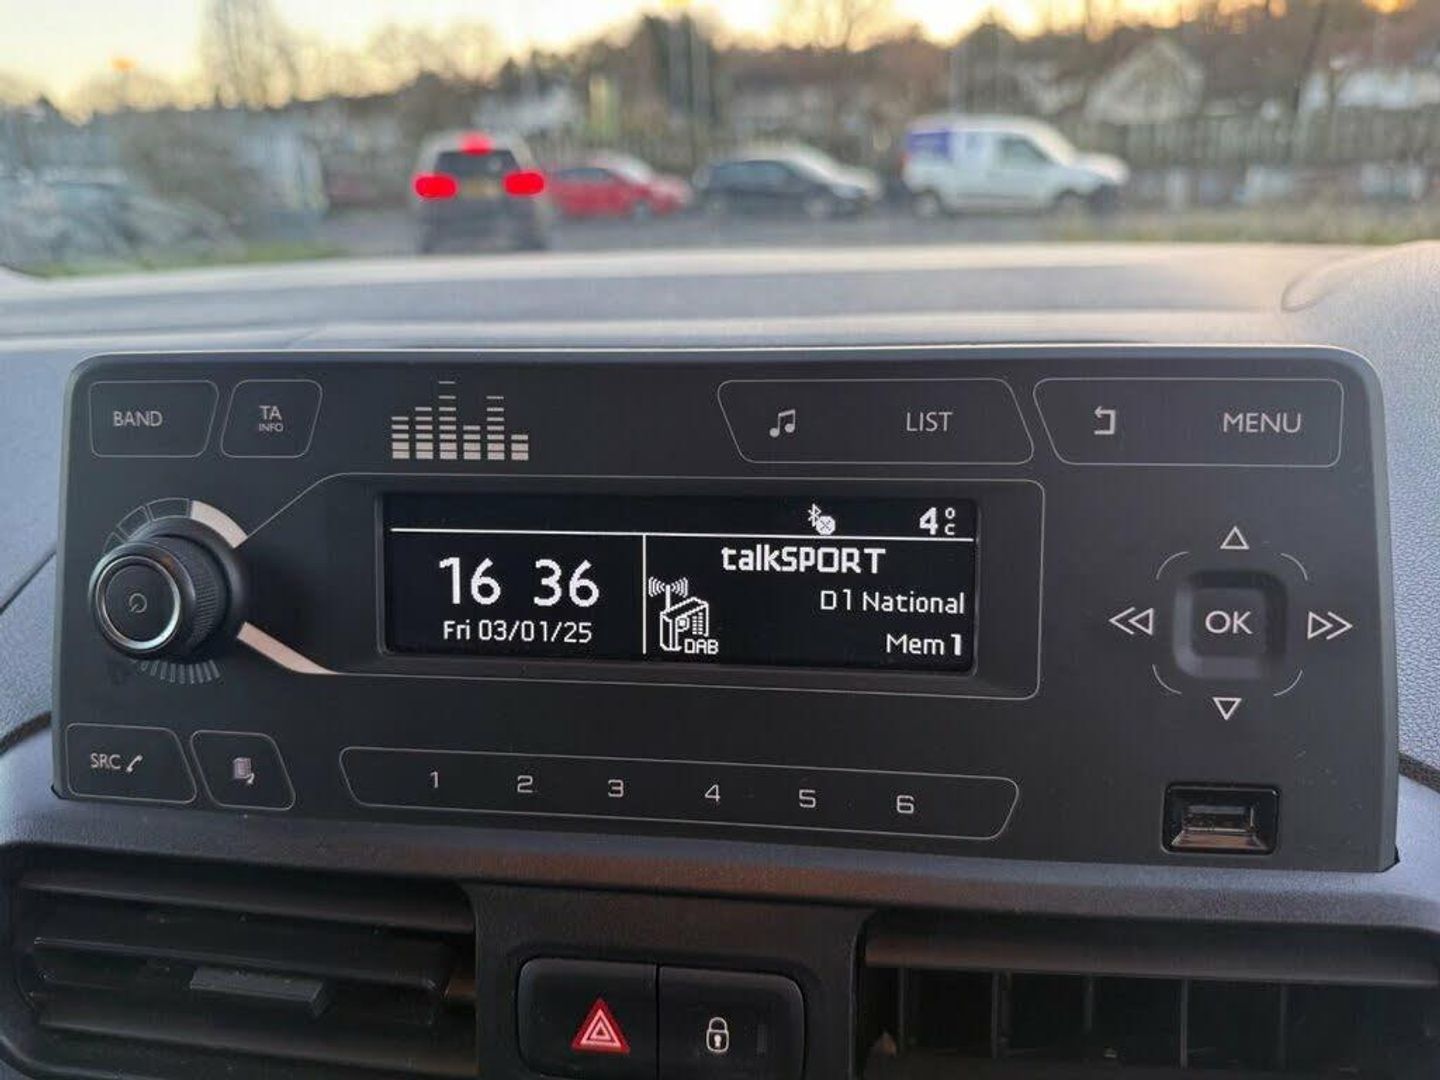 BAND
TA
INFO
LIST
MENU
4°C
16 36
Fri 03/01/25
talkSPORT
D1 National
Mem 1
DAB
OK
SRC
1 2 3 4 5 6